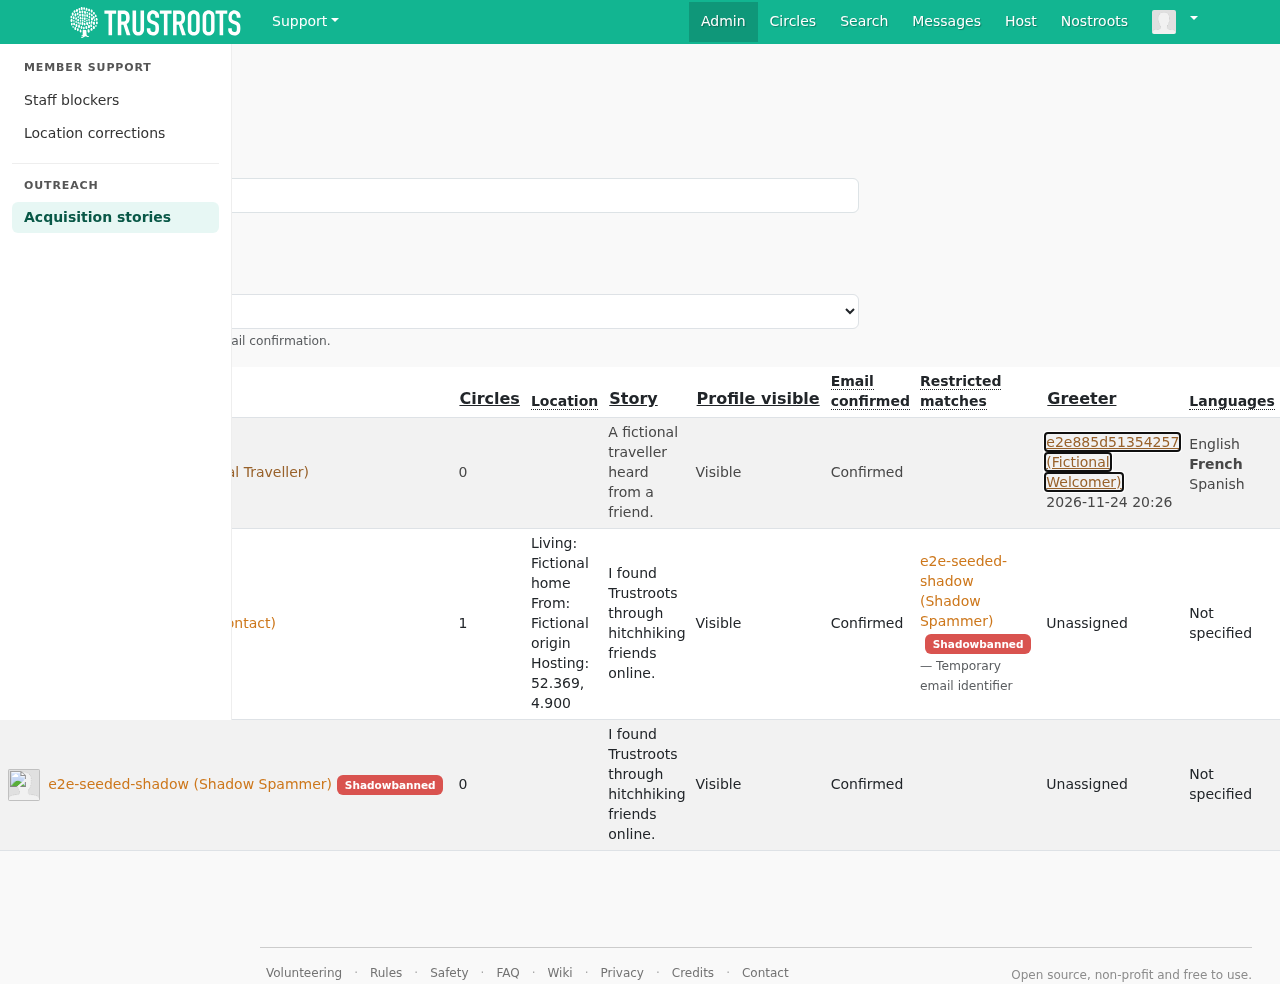 TRUSTROOTS
Support
Admin
Circles
Search
Messages
Host
Nostroots
MEMBER SUPPORT
Staff blockers
Location corrections
OUTREACH
Acquisition stories
ail confirmation.
Circles
Location
Story
Profile visible
Email
confirmed
Restricted
matches
Greeter
Languages
al Traveller)
0
A fictional
traveller
heard
from a
friend.
Visible
Confirmed
e2e885d51354257
(Fictional
Welcomer)
2026-11-24 20:26
English
French
Spanish
ontact)
1
Living:
Fictional
home
From:
Fictional
origin
Hosting:
52.369,
4.900
I found
Trustroots
through
hitchhiking
friends
online.
Visible
Confirmed
e2e-seeded-
shadow
(Shadow
Spammer)
Shadowbanned
— Temporary
email identifier
Unassigned
Not
specified
e2e-seeded-shadow (Shadow Spammer)
Shadowbanned
0
I found
Trustroots
through
hitchhiking
friends
online.
Visible
Confirmed
Unassigned
Not
specified
Volunteering · Rules · Safety · FAQ · Wiki · Privacy · Credits · Contact
Open source, non-profit and free to use.